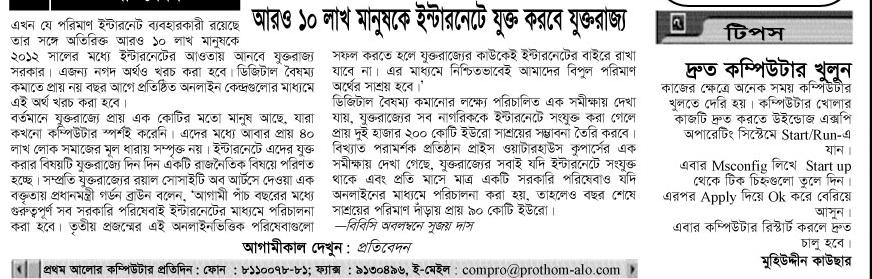 আরও ১০ লাখ মানুষকে ইন্টারনেটে যুক্ত করবে যুক্তরাজ্য
এখন যে পরিমাণ ইন্টারনেট ব্যবহারকারী রয়েছে
তার সঙ্গে অতিরিক্ত আরও ১০ লাখ মানুষকে
২০১২ সালের মধ্যে ইন্টারনেটের আওতায় আনবে যুক্তরাজ্য
সরকার। এজন্য নগদ অর্থও খরচ করা হবে। ডিজিটাল বৈষম্য
কমাতে প্রায় নয় বছর আগে প্রতিষ্ঠিত অনলাইন কেন্দ্রগুলোর মাধ্যমে
এই অর্থ খরচ করা হবে।
বর্তমানে যুক্তরাজ্যে প্রায় এক কোটির মতো মানুষ আছে, যারা
কখনো কম্পিউটার স্পর্শই করেনি। এদের মধ্যে আবার প্রায় ৪০
লাখ লোক সমাজের মূল ধারায় সম্পৃক্ত নয়। ইন্টারনেটে এদের যুক্ত
করার বিষয়টি যুক্তরাজ্যে দিন দিন একটি রাজনৈতিক বিষয়ে পরিণত
হচ্ছে। সম্প্রতি যুক্তরাজ্যের রয়াল সোসাইটি অব আর্টসে দেওয়া এক
বক্তৃতায় প্রধানমন্ত্রী গর্ডন ব্রাউন বলেন, 'আগামী পাঁচ বছরের মধ্যে
গুরুত্বপূর্ণ সব সরকারি পরিষেবাই ইন্টারনেটের মাধ্যমে পরিচালনা
করা হবে। তৃতীয় প্রজন্মের এই অনলাইনভিত্তিক পরিষেবাগুলো
সফল করতে হলে যুক্তরাজ্যের কাউকেই ইন্টারনেটের বাইরে রাখা
যাবে না। এর মাধ্যমে নিশ্চিতভাবেই আমাদের বিপুল পরিমাণ
অর্থের সাশ্রয় হবে।'
ডিজিটাল বৈষম্য কমানোর লক্ষ্যে পরিচালিত এক সমীক্ষায় দেখা
যায়, যুক্তরাজ্যের সব নাগরিককে ইন্টারনেটে সংযুক্ত করা গেলে
প্রায় দুই হাজার ২০০ কোটি ইউরো সাশ্রয়ের সম্ভাবনা তৈরি করবে।
বিখ্যাত পরামর্শক প্রতিষ্ঠান প্রাইস ওয়াটারহাউস কুপার্সের এক
সমীক্ষায় দেখা গেছে, যুক্তরাজ্যের সবাই যদি ইন্টারনেটে সংযুক্ত
থাকে এবং প্রতি মাসে মাত্র একটি সরকারি পরিষেবাও যদি
অনলাইনের মাধ্যমে পরিচালনা করা হয়, তাহলেও বছর শেষে
সাশ্রয়ের পরিমাণ দাঁড়ায় প্রায় ৯০ কোটি ইউরো।
—বিবিসি অবলম্বনে সুজয় দাস
আগামীকাল দেখুন : প্রতিবেদন
প্রথম আলোর কম্পিউটার প্রতিদিন : ফোন : ৮১১০০৭৮-৮১; ফ্যাক্স : ৯১৩০৪৯৬, ই-মেইল : compro@prothom-alo.com
টিপস
দ্রুত কম্পিউটার খুলুন
কাজের ক্ষেত্রে অনেক সময় কম্পিউটার
খুলতে দেরি হয়। কম্পিউটার খোলার
কাজটি দ্রুত করতে উইন্ডোজ এক্সপি
অপারেটিং সিস্টেমে Start/Run-এ
যান।
এবার Msconfig লিখে Start up
থেকে টিক চিহ্নগুলো তুলে দিন।
এরপর Apply দিয়ে Ok করে বেরিয়ে
আসুন।
এবার কম্পিউটার রিস্টার্ট করলে দ্রুত
চালু হবে।
মুহিউদ্দীন কাউছার